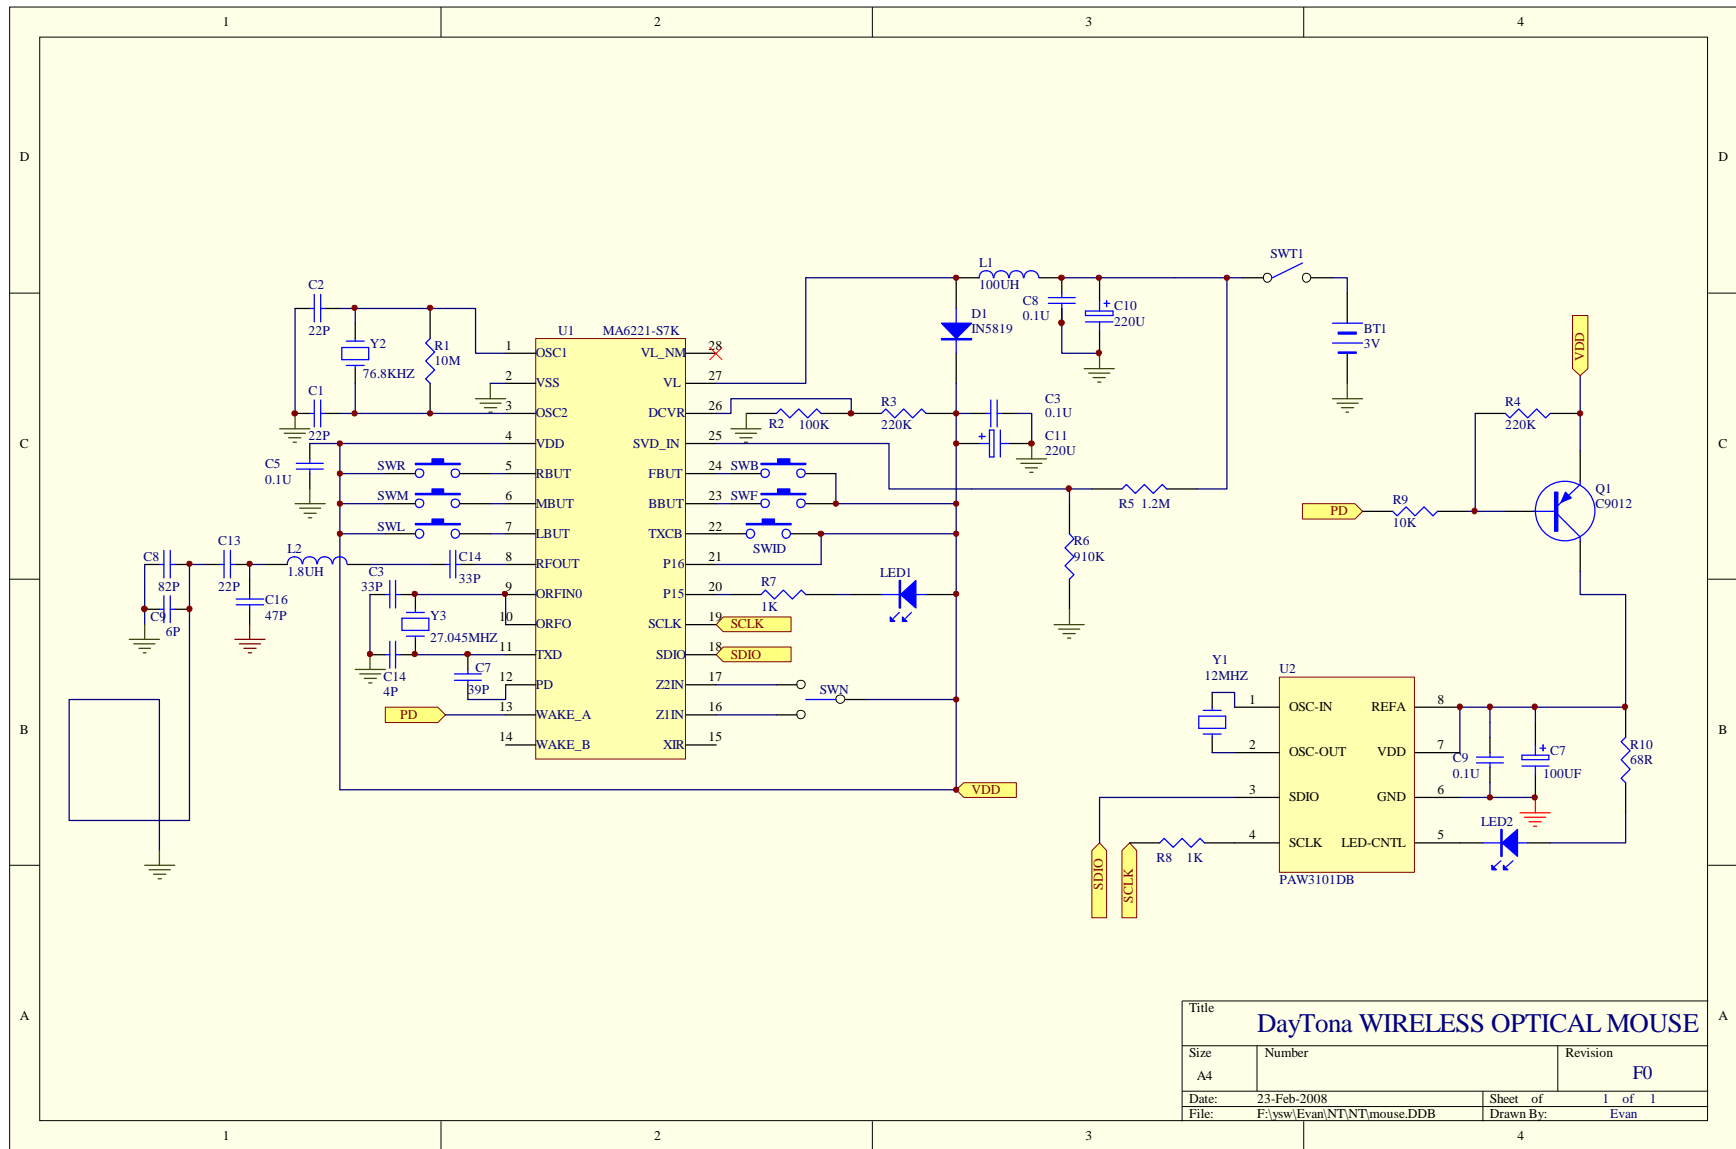 1 2 3 4
D D
C C
B B
A A
1 2 3 4
C2
22P
Y2
76.8KHZ
R1
10M
C1
22P
C5
0.1U
SWR
SWM
SWL
C8
82P
C9
6P
C13
22P
C16
47P
L2
1.8UH
C14
33P
C3
33P
Y3
27.045MHZ
C14
4P
C7
39P
PD
U1 MA6221-S7K
1 OSC1
2 VSS
3 OSC2
4 VDD
5 RBUT
6 MBUT
7 LBUT
8 RFOUT
9 ORFIN0
10 ORFO
11 TXD
12 PD
13 WAKE_A
14 WAKE_B
VL_NM 28
VL 27
DCVR 26
SVD_IN 25
FBUT 24
BBUT 23
TXCB 22
P16 21
P15 20
SCLK 19
SDIO 18
Z2IN 17
Z1IN 16
XIR 15
SWB
SWF
SWID
R7
1K
LED1
SCLK
SDIO
SWN
VDD
R2 100K
R3
220K
L1
100UH
D1
IN5819
C8
0.1U
+ C10
220U
C3
0.1U
+ C11
220U
R5 1.2M
R6
910K
SWT1
BT1
3V
VDD
R4
220K
PD
R9
10K
Q1
C9012
Y1
12MHZ
U2
1 OSC-IN
2 OSC-OUT
3 SDIO
4 SCLK
REFA 8
VDD 7
GND 6
LED-CNTL 5
PAW3101DB
SDIO
SCLK
R8 1K
C9
0.1U
+ C7
100UF
R10
68R
LED2
Title
DayTona WIRELESS OPTICAL MOUSE
Size Number Revision
A4 F0
Date: 23-Feb-2008 Sheet of 1 of 1
File: F:\ysw\Evan\NT\NT\mouse.DDB Drawn By: Evan